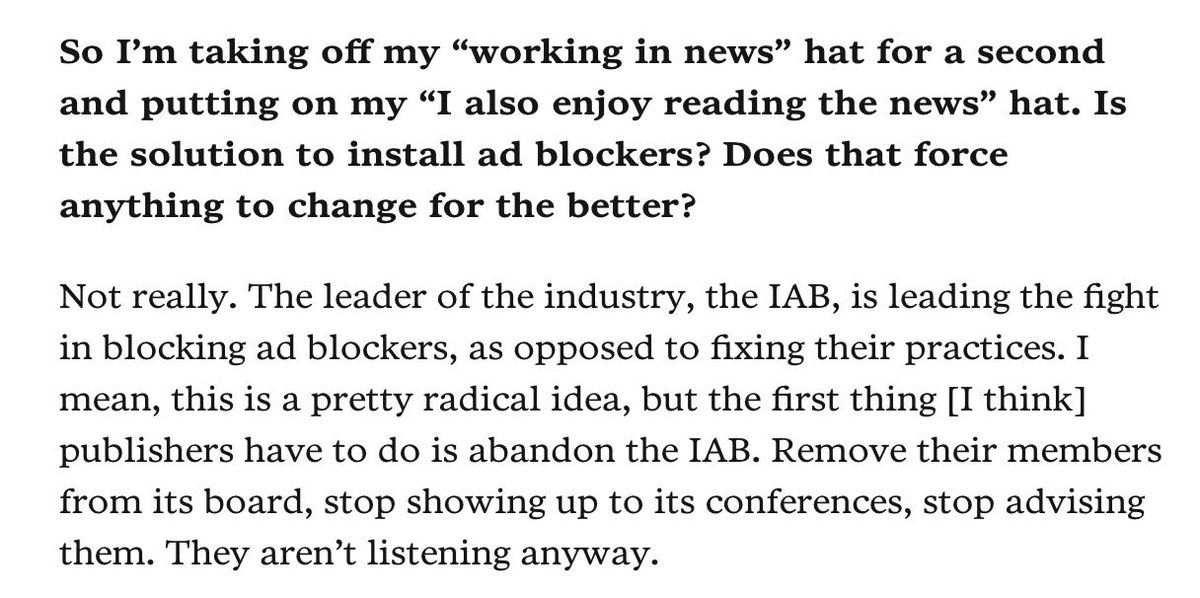 So I’m taking off my “working in news” hat for a second
and putting on my “I also enjoy reading the news” hat. Is
the solution to install ad blockers? Does that force
anything to change for the better?
Not really. The leader of the industry, the IAB, is leading the fight
in blocking ad blockers, as opposed to fixing their practices. I
mean, this is a pretty radical idea, but the first thing [I think]
publishers have to do is abandon the IAB. Remove their members
from its board, stop showing up to its conferences, stop advising
them. They aren’t listening anyway.